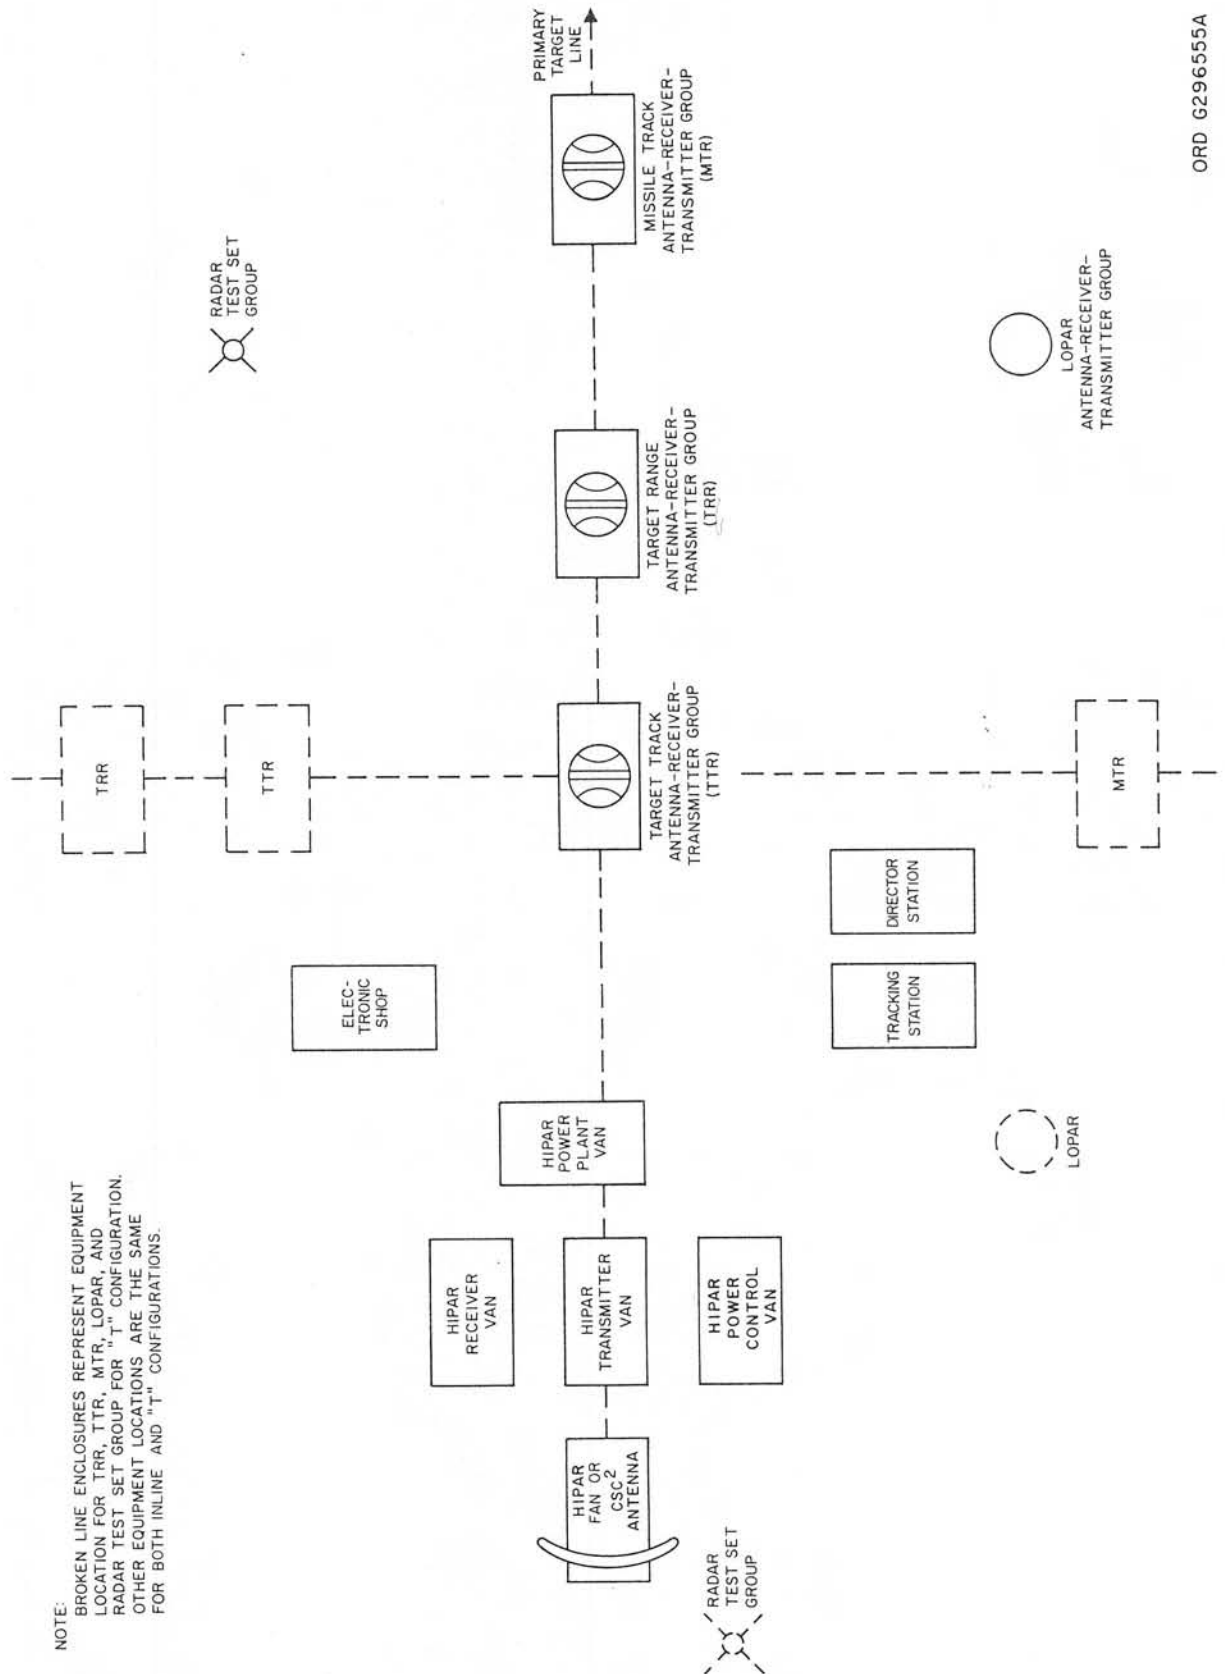 NOTE:
BROKEN LINE ENCLOSURES REPRESENT EQUIPMENT
LOCATION FOR TRR, TTR, MTR, LOPAR, AND
RADAR TEST SET GROUP FOR "T" CONFIGURATION.
OTHER EQUIPMENT LOCATIONS ARE THE SAME
FOR BOTH INLINE AND "T" CONFIGURATIONS.
TRR
TTR
RADAR
TEST SET
GROUP
ELEC-
TRONIC
SHOP
HIPAR
RECEIVER
VAN
HIPAR
FAN OR
CSC2
ANTENNA
HIPAR
TRANSMITTER
VAN
HIPAR
POWER
PLANT
VAN
TARGET TRACK
ANTENNA-RECEIVER-
TRANSMITTER GROUP
(TTR)
TARGET RANGE
ANTENNA-RECEIVER-
TRANSMITTER GROUP
(TRR)
MISSILE TRACK
ANTENNA-RECEIVER-
TRANSMITTER GROUP
(MTR)
PRIMARY
TARGET
LINE
HIPAR
POWER
CONTROL
VAN
RADAR
TEST SET
GROUP
TRACKING
STATION
DIRECTOR
STATION
LOPAR
MTR
LOPAR
ANTENNA-RECEIVER-
TRANSMITTER GROUP
ORD G296555A